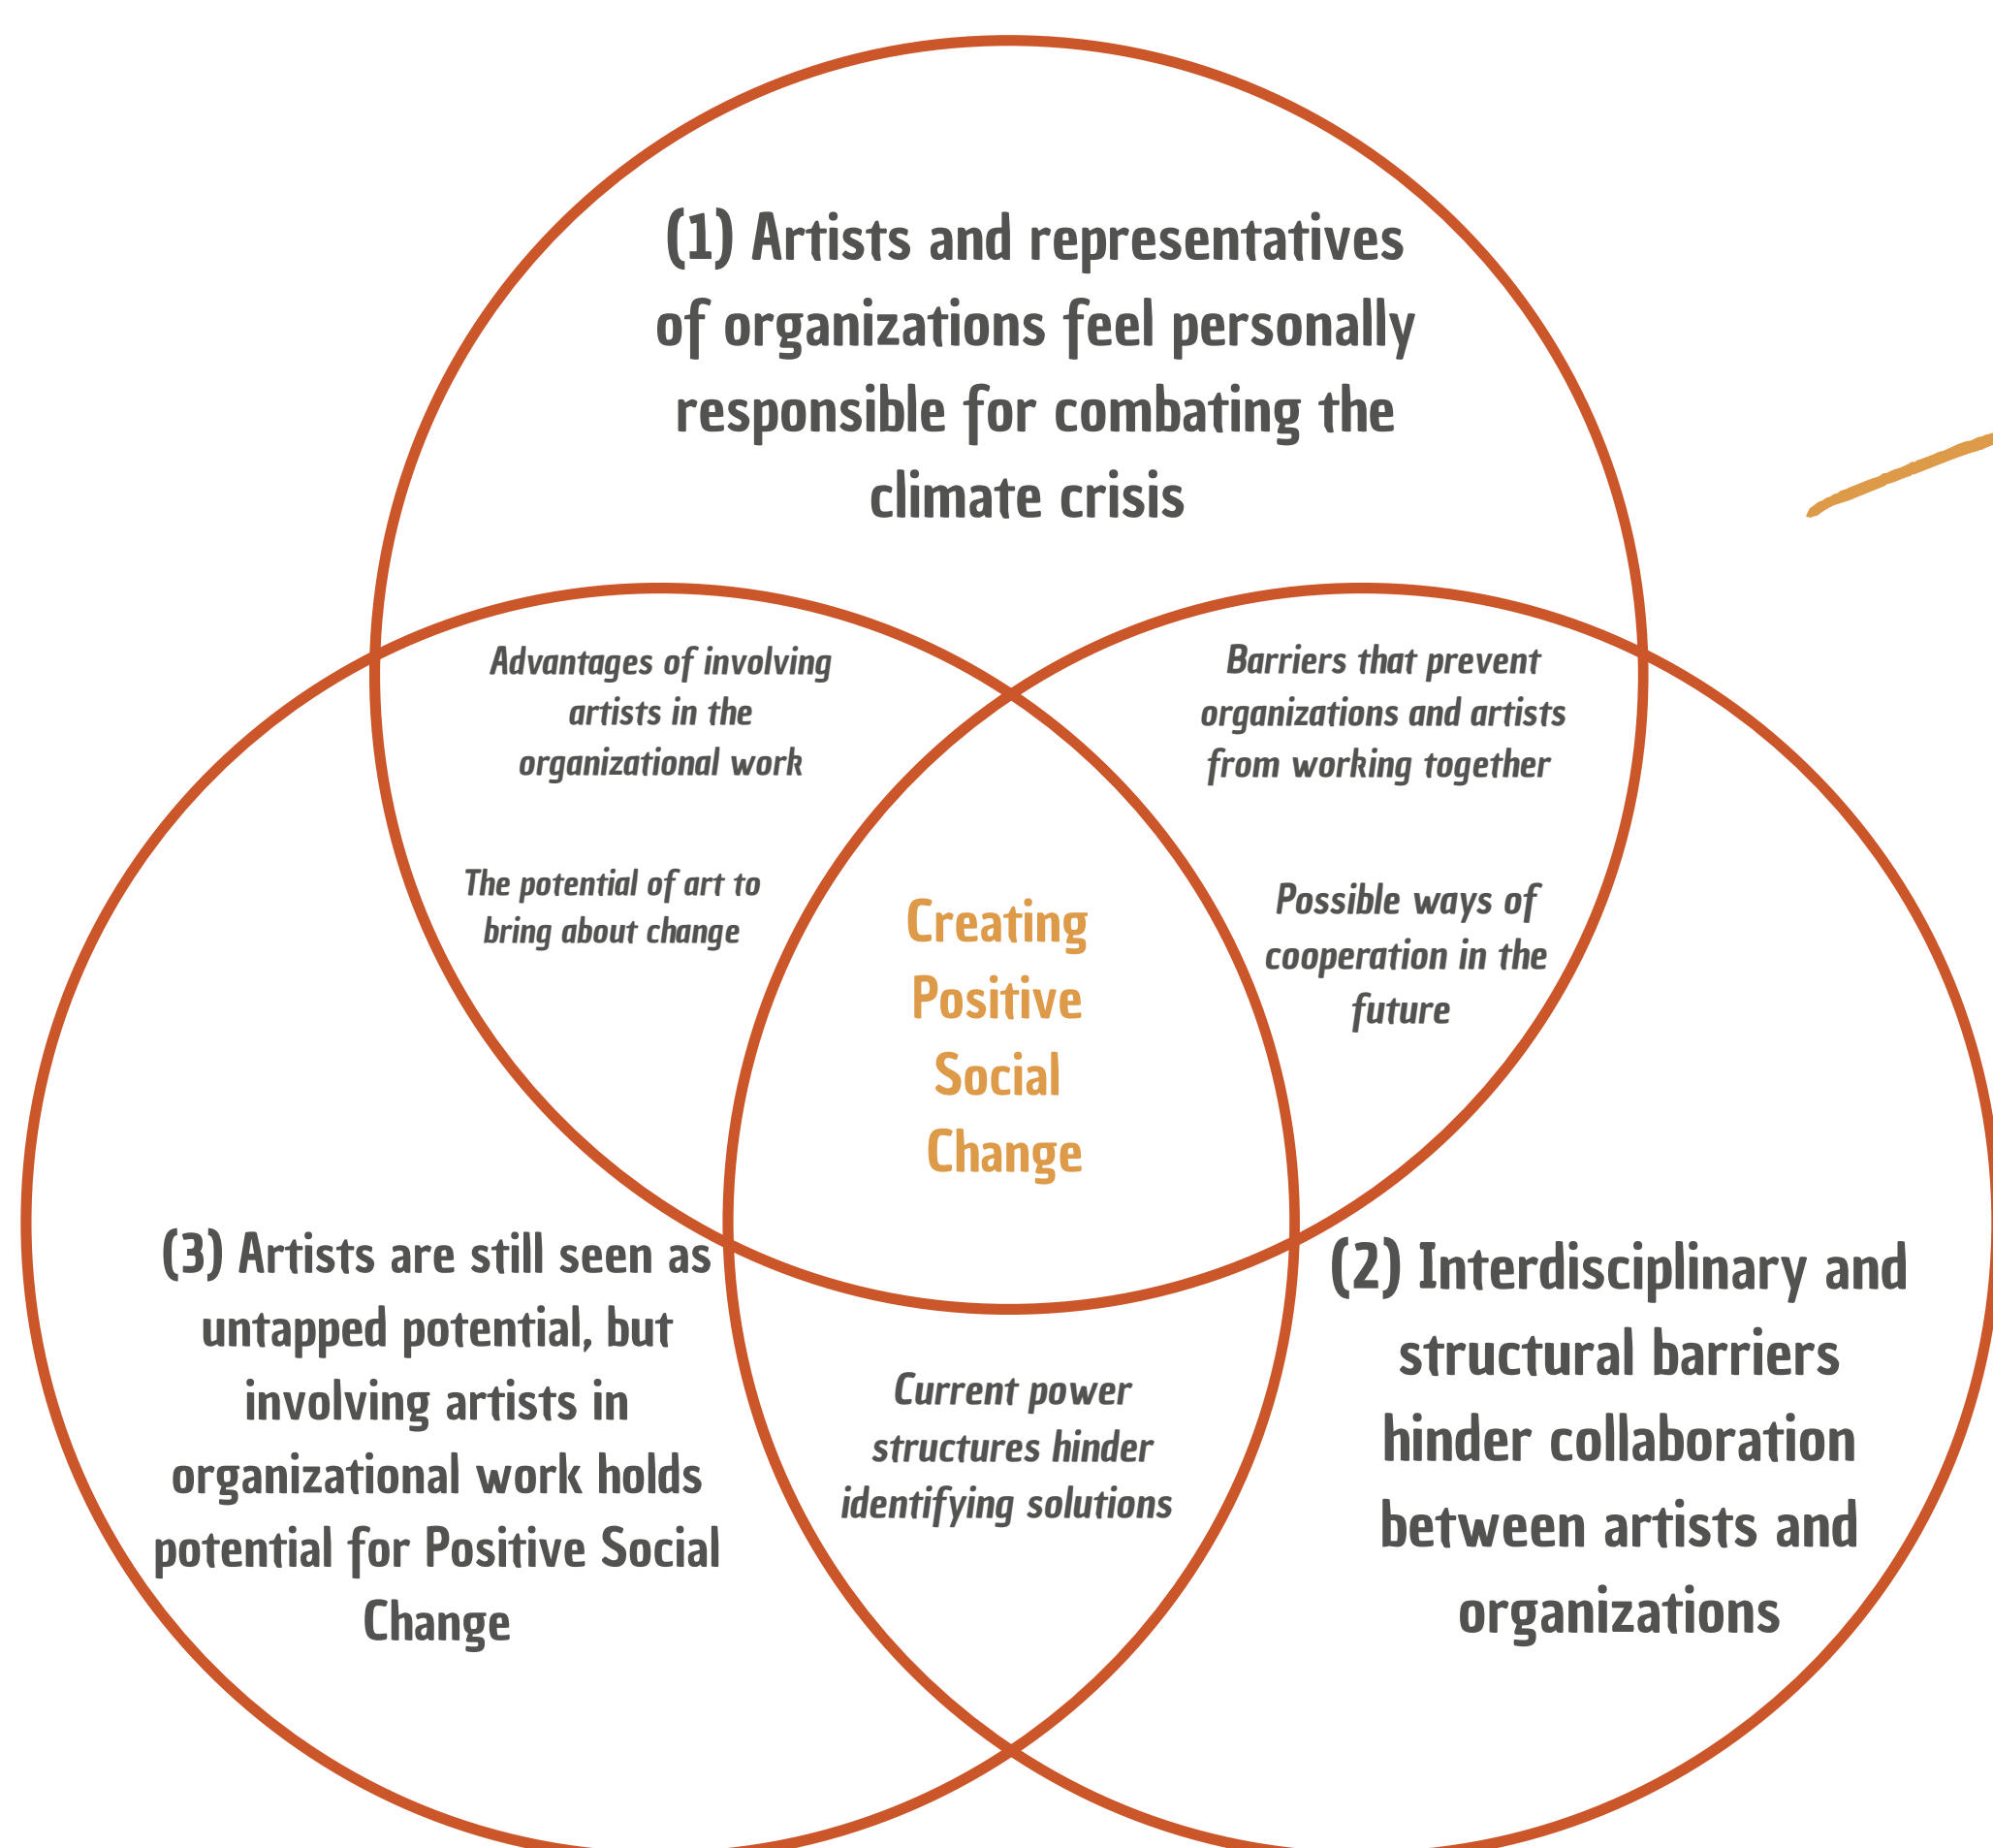 (1) Artists and representatives
of organizations feel personally
responsible for combating the
climate crisis
Advantages of involving
artists in the
organizational work
The potential of art to
bring about change
Barriers that prevent
organizations and artists
from working together
Possible ways of
cooperation in the
future
Creating
Positive
Social
Change
(3) Artists are still seen as
untapped potential, but
involving artists in
organizational work holds
potential for Positive Social
Change
Current power
structures hinder
identifying solutions
(2) Interdisciplinary and
structural barriers
hinder collaboration
between artists and
organizations